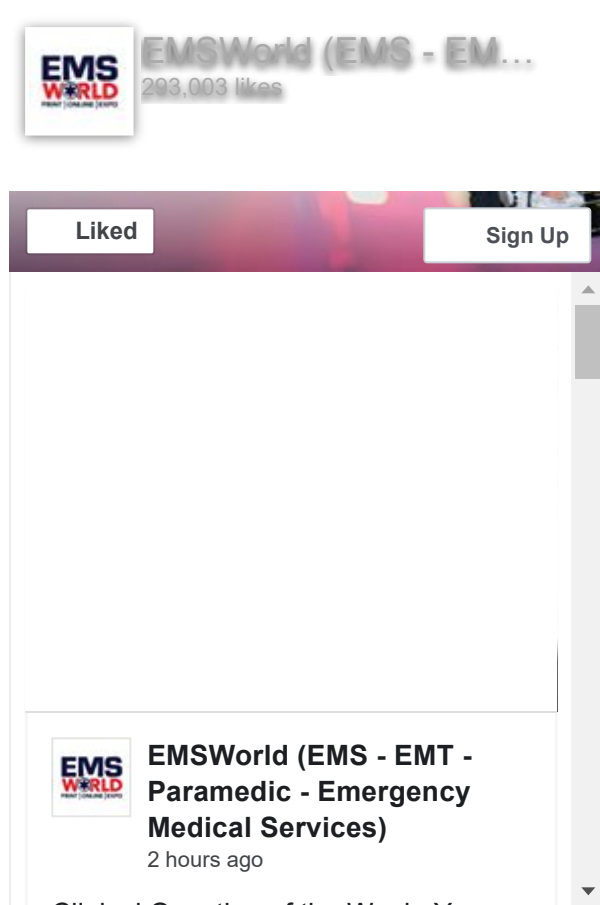 EMS
WORLD
PRINT | ONLINE | EXPO
EMSWorld (EMS - EM...
293,003 likes
Liked
Sign Up
EMS
WORLD
PRINT | ONLINE | EXPO
EMSWorld (EMS - EMT -
Paramedic - Emergency
Medical Services)
2 hours ago